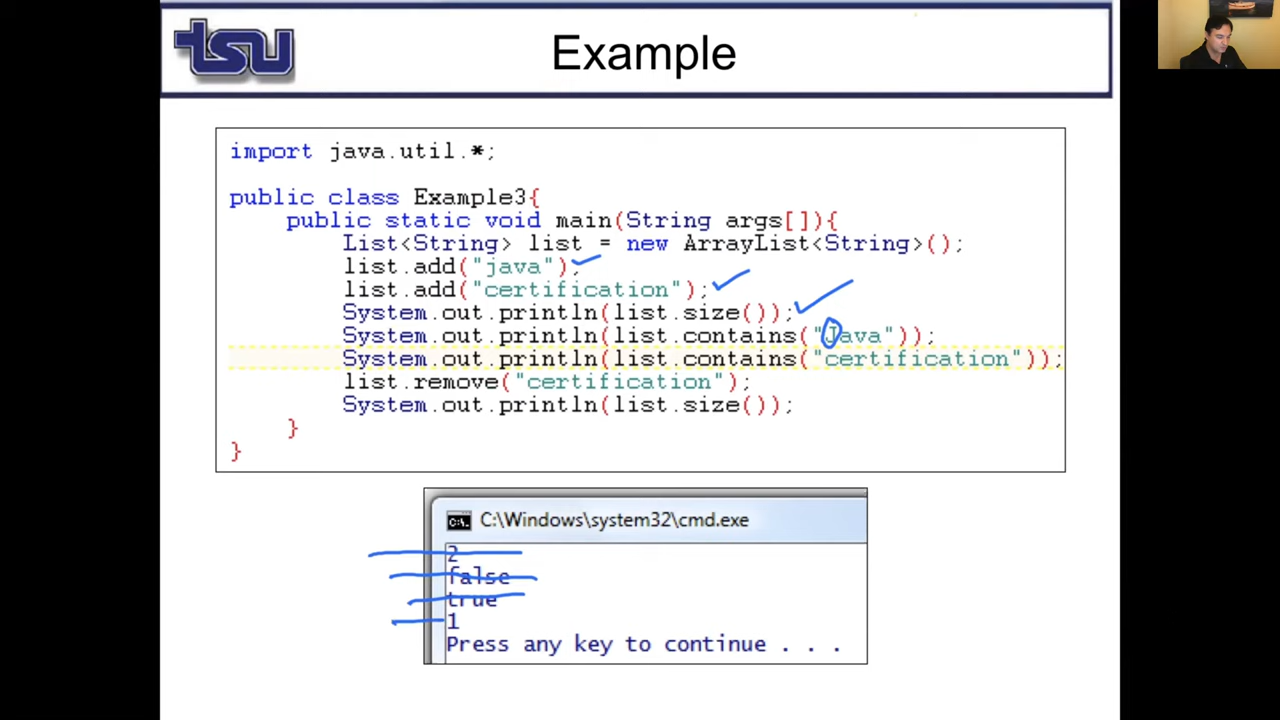 tsu
Example
import java.util.*;
public class Example3{
public static void main(String args[]){
List<String> list = new ArrayList<String>();
list.add("java");
list.add("certification");
System.out.println(list.size());
System.out.println(list.contains("Java"));
System.out.println(list.contains("certification"));
list.remove("certification");
System.out.println(list.size());
}
}
C:\Windows\system32\cmd.exe
2
false
true
1
Press any key to continue . . .